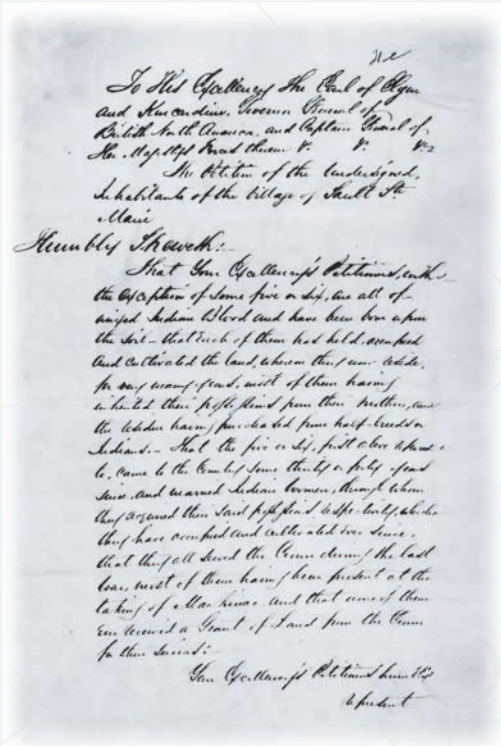 To His Excellency The Earl of Elgin
and Kincardine, Governor General of
British North America, and Captain General of
Her Majesty's Forces therein &c &c &c
The Petition of the Undersigned,
Inhabitants of the Village of Sault Ste
Marie
Humbly Sheweth:-
That Your Excellency's Petitioners, with
the exception of some five or six, are all of
mixed Indian Blood and have been born upon
the Soil - that each of them has held, occupied
and cultivated the land, whereon they now reside,
for very many years, most of them having
inherited their possessions from their mothers, and
the residue having purchased from half-breeds or
Indians. - That the five or six, first above referred
to, came to the Country some thirty or forty years
since, and married Indian women, through whom
they acquired their said possessions respectively, which
they have occupied and cultivated ever since.
that they all served the Crown during the last
war, most of them having been present at the
taking of Mackinac, and that none of them
ever received a Grant of Land from the Crown
for their services:-
Your Excellency's Petitioners
represent